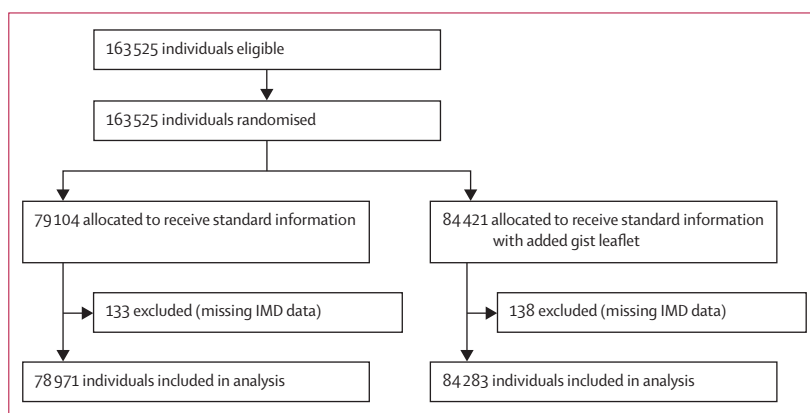 163 525 individuals eligible
163 525 individuals randomised
79 104 allocated to receive standard information
84 421 allocated to receive standard information
with added gist leaflet
133 excluded (missing IMD data)
138 excluded (missing IMD data)
78 971 individuals included in analysis
84 283 individuals included in analysis